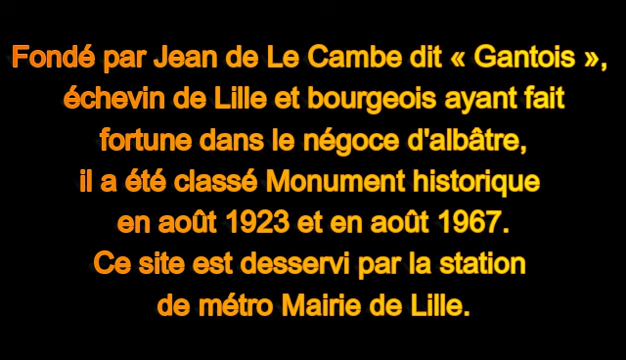 Fondé par Jean de Le Cambe dit « Gantois »,
échevin de Lille et bourgeois ayant fait
fortune dans le négoce d'albâtre,
il a été classé Monument historique
en août 1923 et en août 1967.
Ce site est desservi par la station
de métro Mairie de Lille.